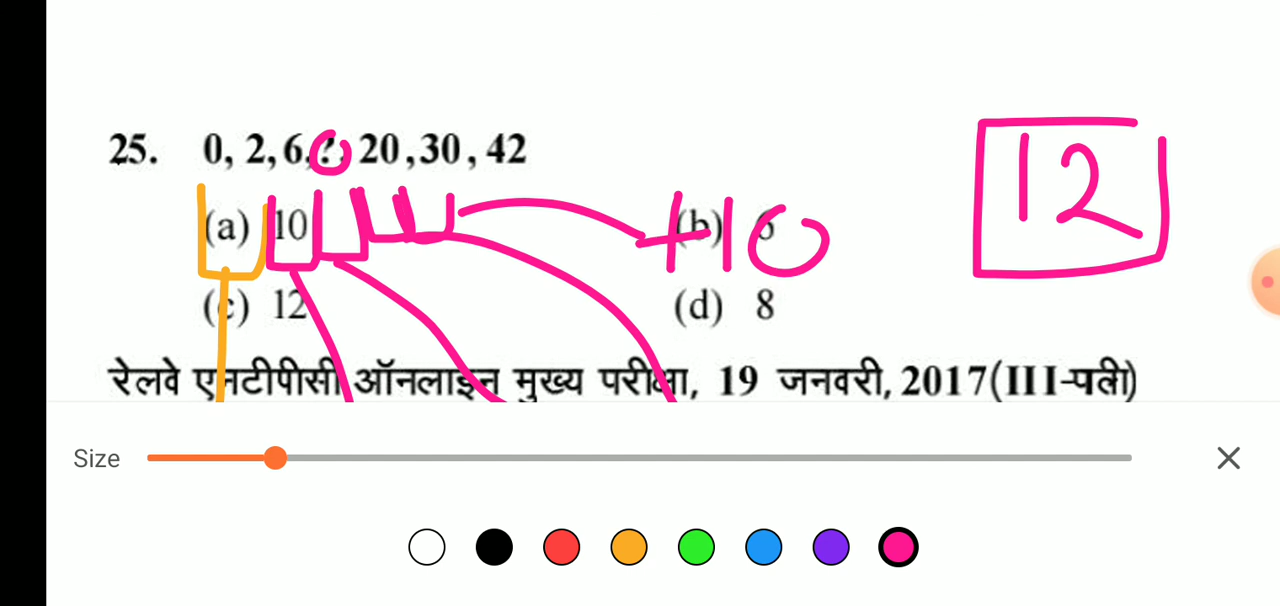 25. 0, 2, 6, ?, 20 ,30 , 42
12
(a) 10 (b) 6
+10
(c) 12 (d) 8
रेलवे एनटीपीसी ऑनलाइन मुख्य परीक्षा, 19 जनवरी, 2017(III-पली)
Size